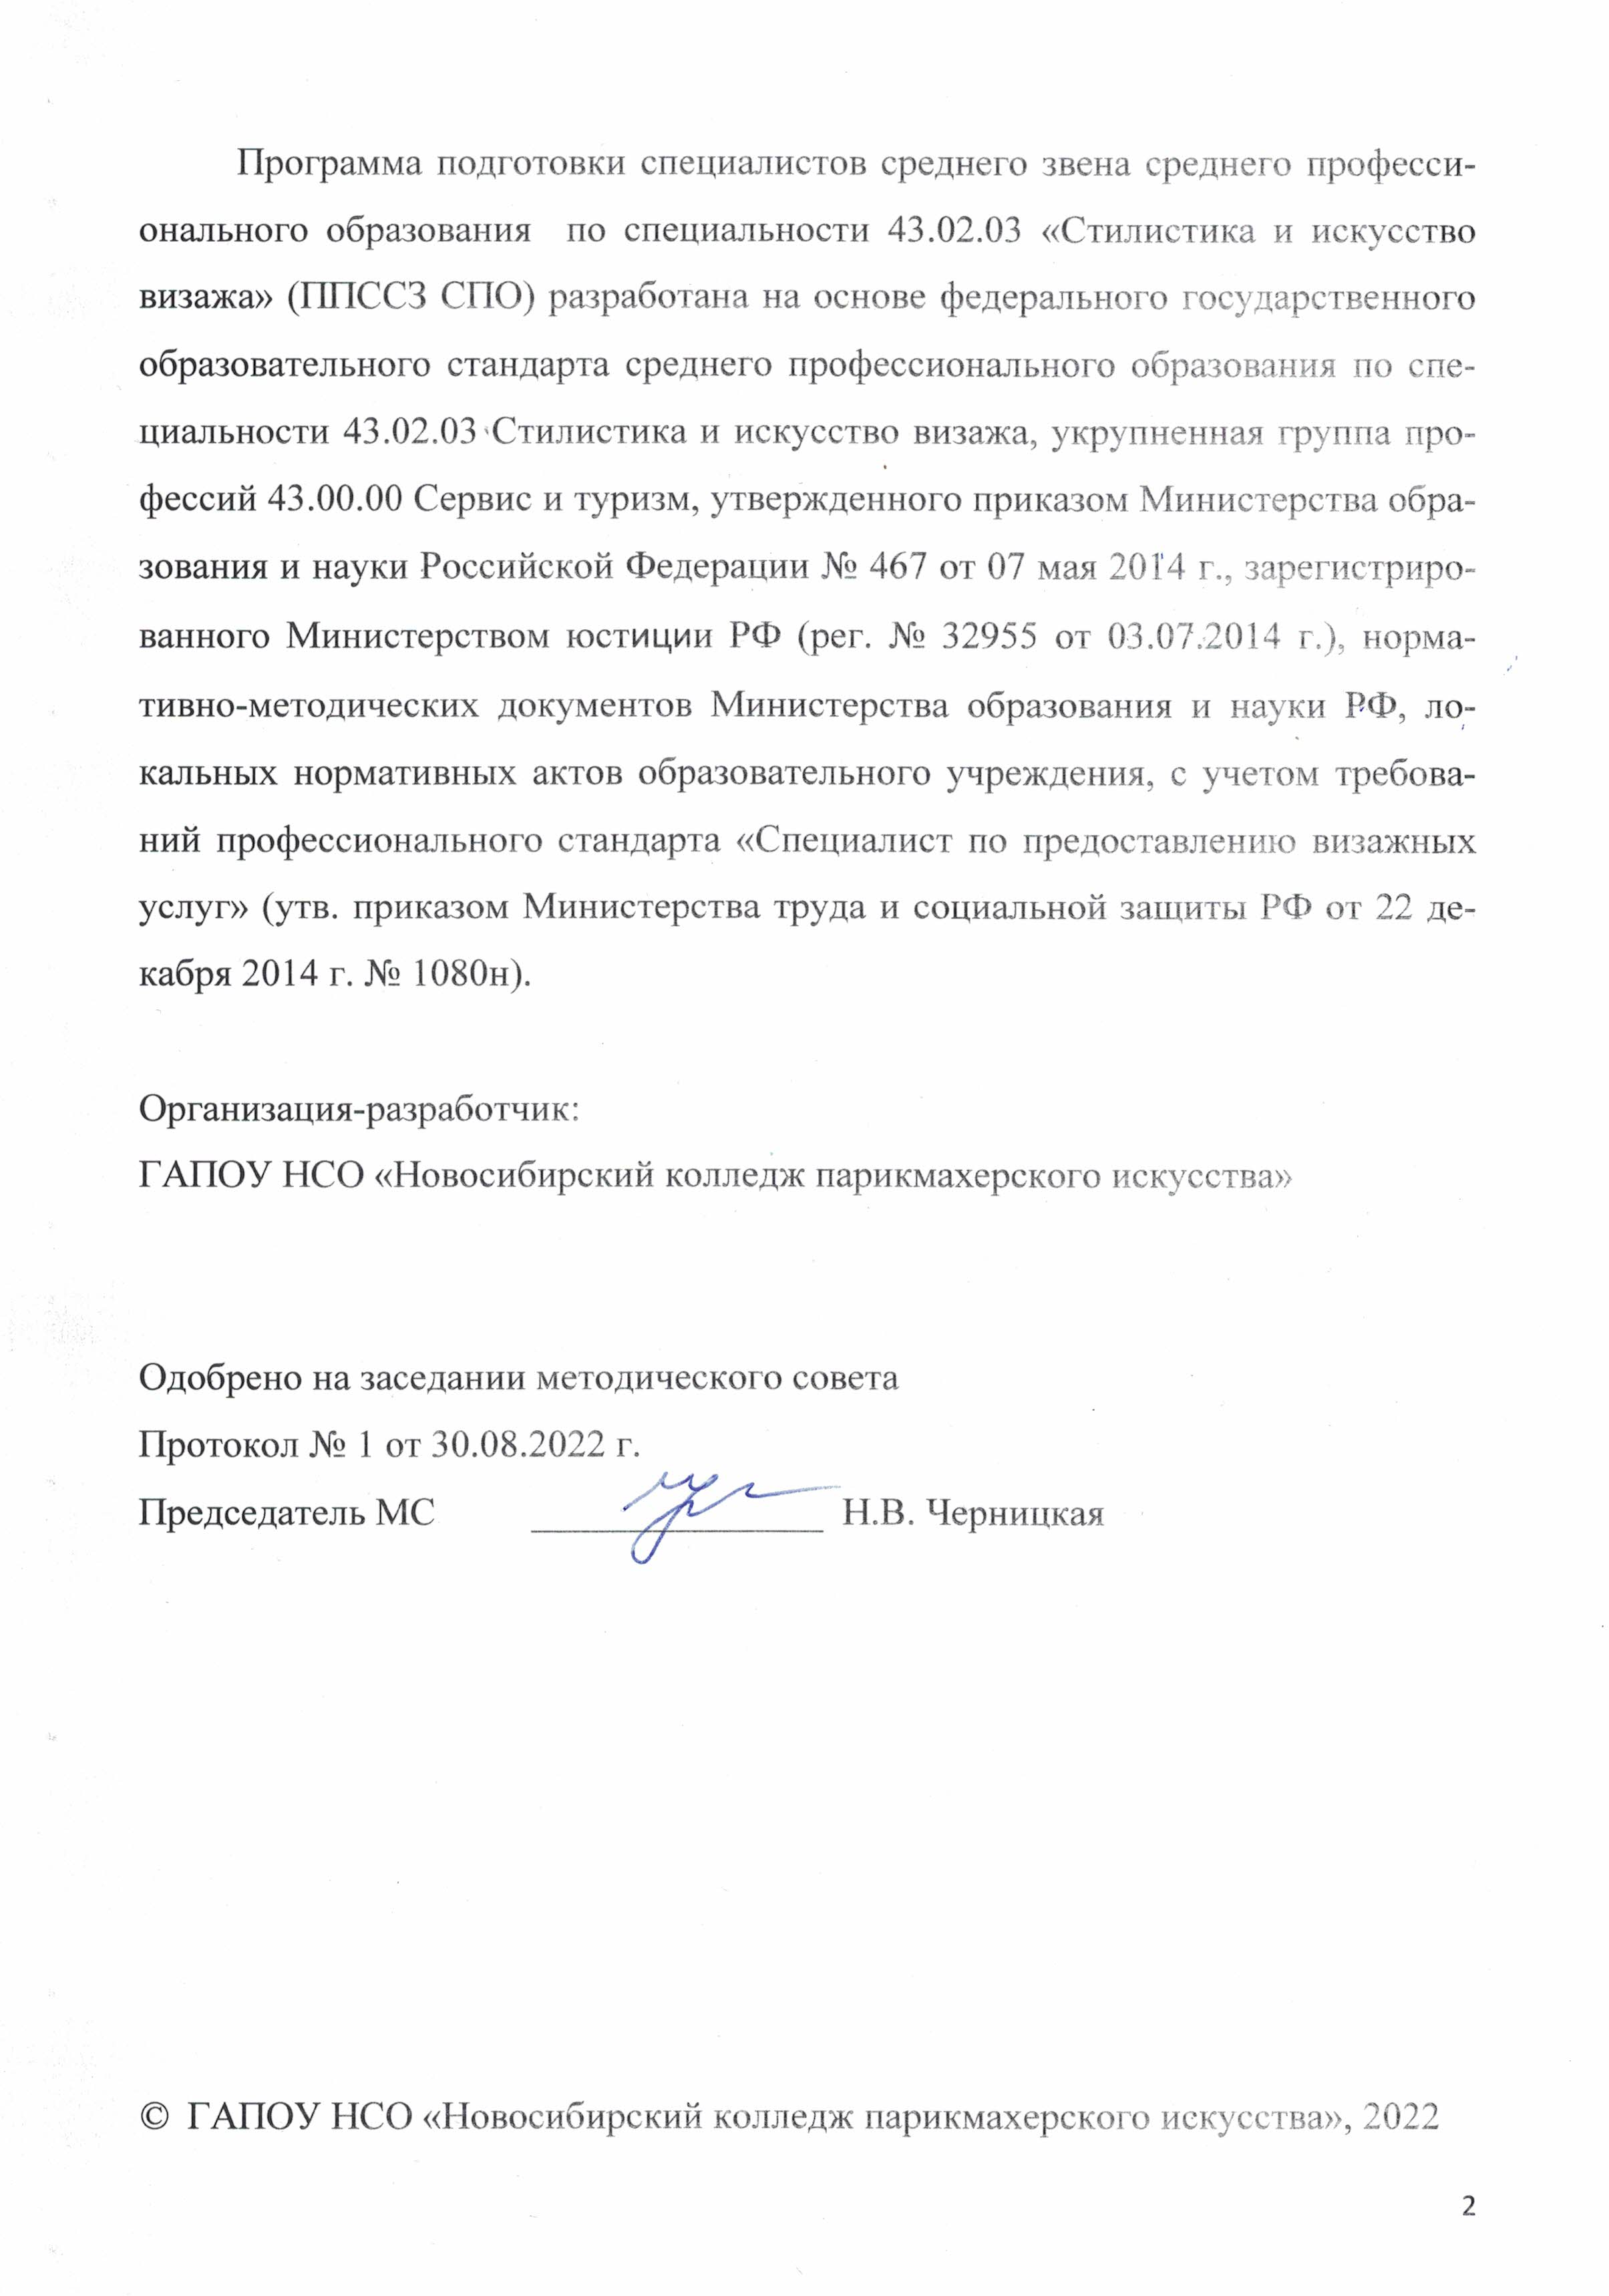 Программа подготовки специалистов среднего звена среднего професси-
онального образования по специальности 43.02.03 «Стилистика и искусство
визажа» (ППССЗ СПО) разработана на основе федерального государственного
образовательного стандарта среднего профессионального образования по спе-
циальности 43.02.03 Стилистика и искусство визажа, укрупненная группа про-
фессий 43.00.00 Сервис и туризм, утвержденного приказом Министерства обра-
зования и науки Российской Федерации № 467 от 07 мая 2014 г., зарегистриро-
ванного Министерством юстиции РФ (рег. № 32955 от 03.07.2014 г.), норма-
тивно-методических документов Министерства образования и науки РФ, ло-
кальных нормативных актов образовательного учреждения, с учетом требова-
ний профессионального стандарта «Специалист по предоставлению визажных
услуг» (утв. приказом Министерства труда и социальной защиты РФ от 22 де-
кабря 2014 г. № 1080н).
Организация-разработчик:
ГАПОУ НСО «Новосибирский колледж парикмахерского искусства»
Одобрено на заседании методического совета
Протокол № 1 от 30.08.2022 г.
Председатель МС ________________ Н.В. Черницкая
© ГАПОУ НСО «Новосибирский колледж парикмахерского искусства», 2022
2